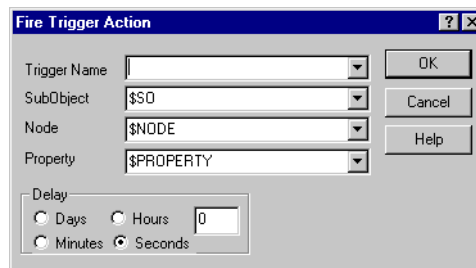 Fire Trigger Action
Trigger Name
OK
SubObject $SO
Cancel
Node $NODE
Help
Property $PROPERTY
Delay
Days Hours 0
Minutes Seconds